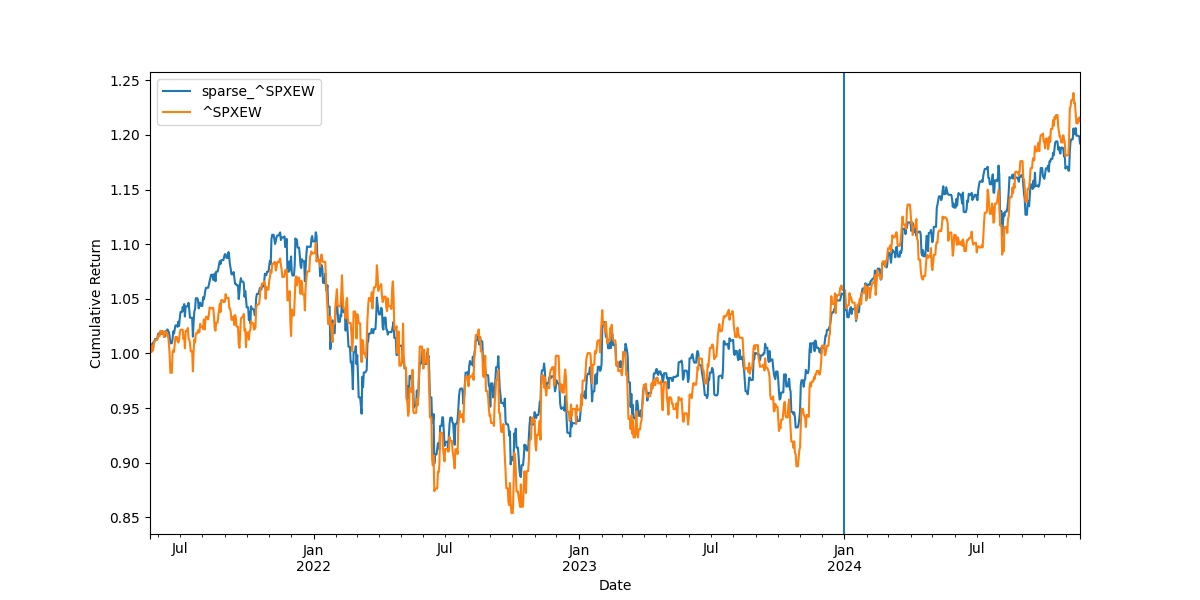 sparse_^SPXEW
^SPXEW
1.25
1.20
1.15
1.10
1.05
1.00
0.95
0.90
0.85
Cumulative Return
Jul Jan Jul Jan Jul Jan Jul
2022 2023 2024
Date